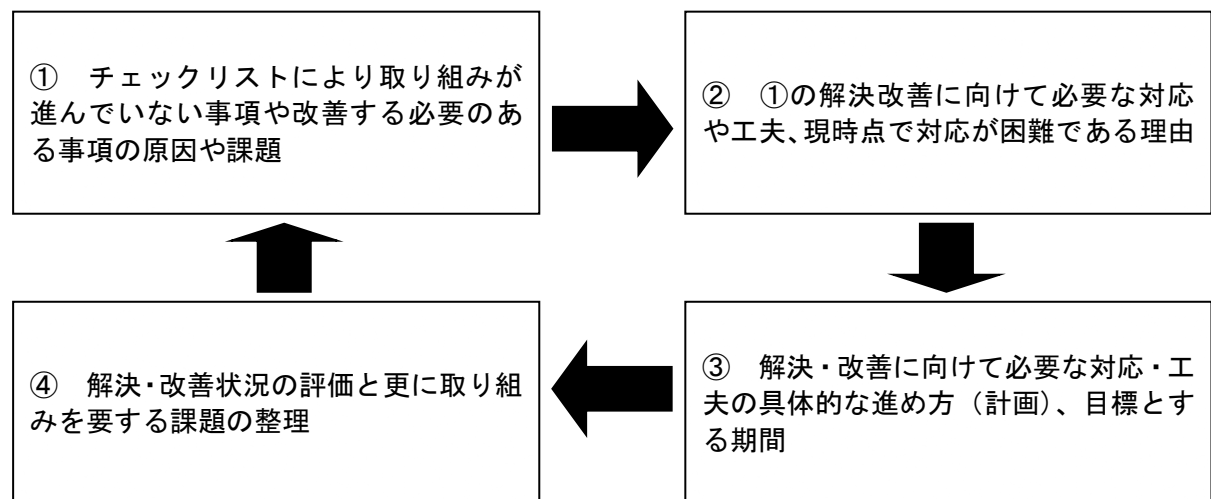 ① チェックリストにより取り組みが
進んでいない事項や改善する必要のあ
る事項の原因や課題
② ①の解決改善に向けて必要な対応
や工夫、現時点で対応が困難である理由
③ 解決・改善に向けて必要な対応・工
夫の具体的な進め方（計画）、目標とす
る期間
④ 解決・改善状況の評価と更に取り組
みを要する課題の整理